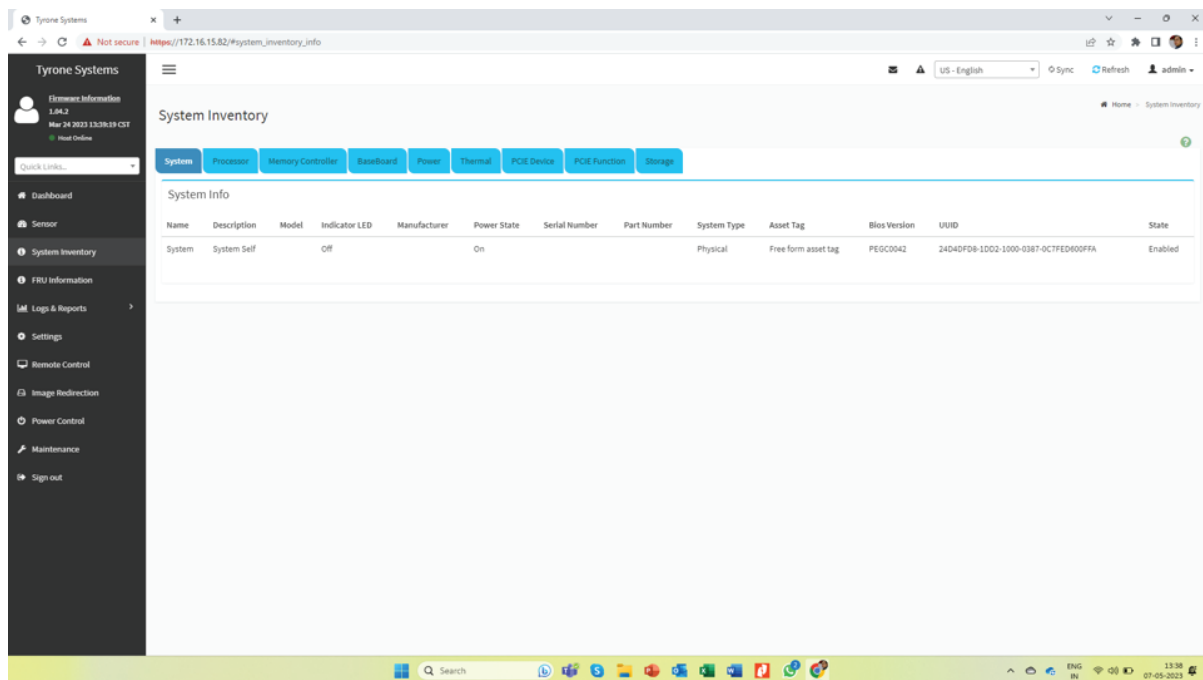 Tyrone Systems
Not secure https://172.16.15.82/#system_inventory_info
Tyrone Systems
US - English Sync Refresh admin
Firmware Information
1.04.2
Mar 24 2023 13:39:19 CST
Host Online
Home System Inventory
System Inventory
Quick Links...
System Processor Memory Controller BaseBoard Power Thermal PCIE Device PCIE Function Storage
Dashboard
Sensor
System Inventory
FRU Information
Logs & Reports
Settings
Remote Control
Image Redirection
Power Control
Maintenance
Sign out
System Info
Name Description Model Indicator LED Manufacturer Power State Serial Number Part Number System Type Asset Tag Bios Version UUID State
System System Self Off On Physical Free form asset tag PEGC0042 24D4DFD8-1DD2-1000-0387-0C7FED600FFA Enabled
Search
ENG
IN
13:38
07-05-2023